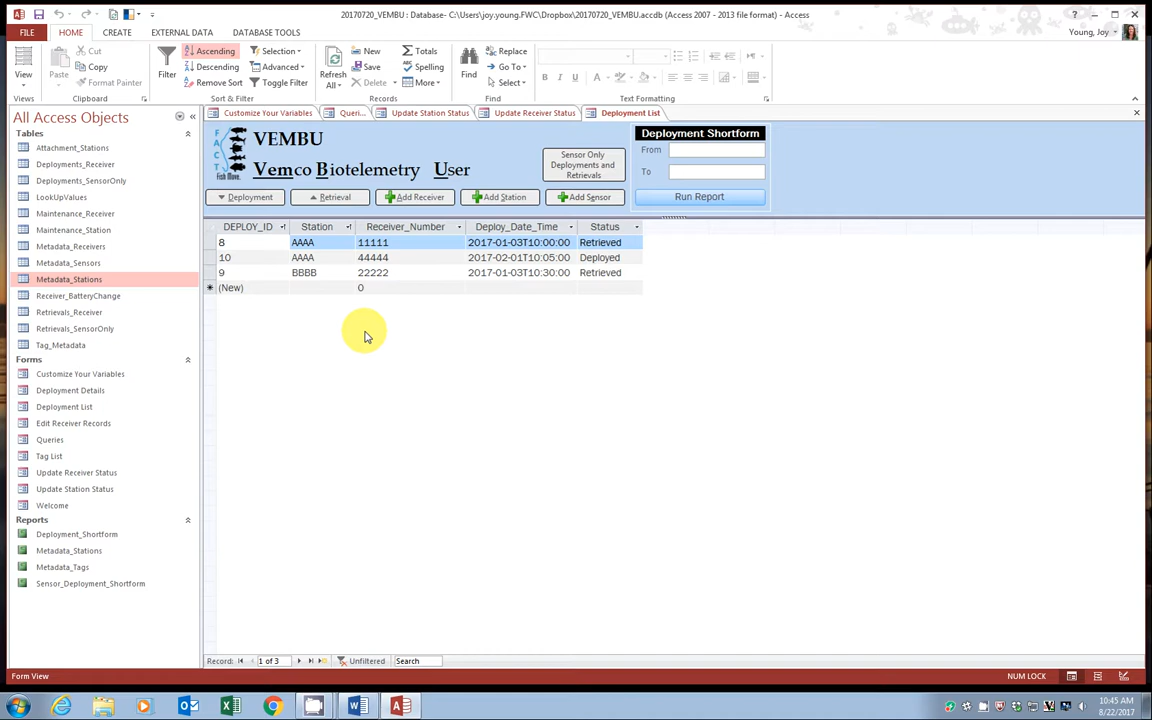 20170720_VEMBU : Database- C:\Users\joy.young.FWC\Dropbox\20170720_VEMBU.accdb (Access 2007 - 2013 file format) - Access
FILE HOME CREATE EXTERNAL DATA DATABASE TOOLS
Young, Joy
View
Views
Paste
Cut
Copy
Format Painter
Clipboard
Filter
Ascending
Descending
Remove Sort
Selection
Advanced
Toggle Filter
Sort & Filter
Refresh All
New
Save
Delete
Totals
Spelling
More
Records
Find
Replace
Go To
Select
Find
B I U A
Text Formatting
All Access Objects
Tables
Attachment_Stations
Deployments_Receiver
Deployments_SensorOnly
LookUpValues
Maintenance_Receiver
Maintenance_Station
Metadata_Receivers
Metadata_Sensors
Metadata_Stations
Receiver_BatteryChange
Retrievals_Receiver
Retrievals_SensorOnly
Tag_Metadata
Forms
Customize Your Variables
Deployment Details
Deployment List
Edit Receiver Records
Queries
Tag List
Update Receiver Status
Update Station Status
Welcome
Reports
Deployment_Shortform
Metadata_Stations
Metadata_Tags
Sensor_Deployment_Shortform
Customize Your Variables Queri... Update Station Status Update Receiver Status Deployment List
FACT
Fish Move.
VEMBU
Vemco Biotelemetry User
Sensor Only
Deployments and
Retrievals
Deployment Shortform
From
To
Run Report
Deployment Retrieval Add Receiver Add Station Add Sensor
DEPLOY_ID Station Receiver_Number Deploy_Date_Time Status
8 AAAA 11111 2017-01-03T10:00:00 Retrieved
10 AAAA 44444 2017-02-01T10:05:00 Deployed
9 BBBB 22222 2017-01-03T10:30:00 Retrieved
(New) 0
Record: 1 of 3 Unfiltered Search
Form View
NUM LOCK
10:45 AM
8/22/2017